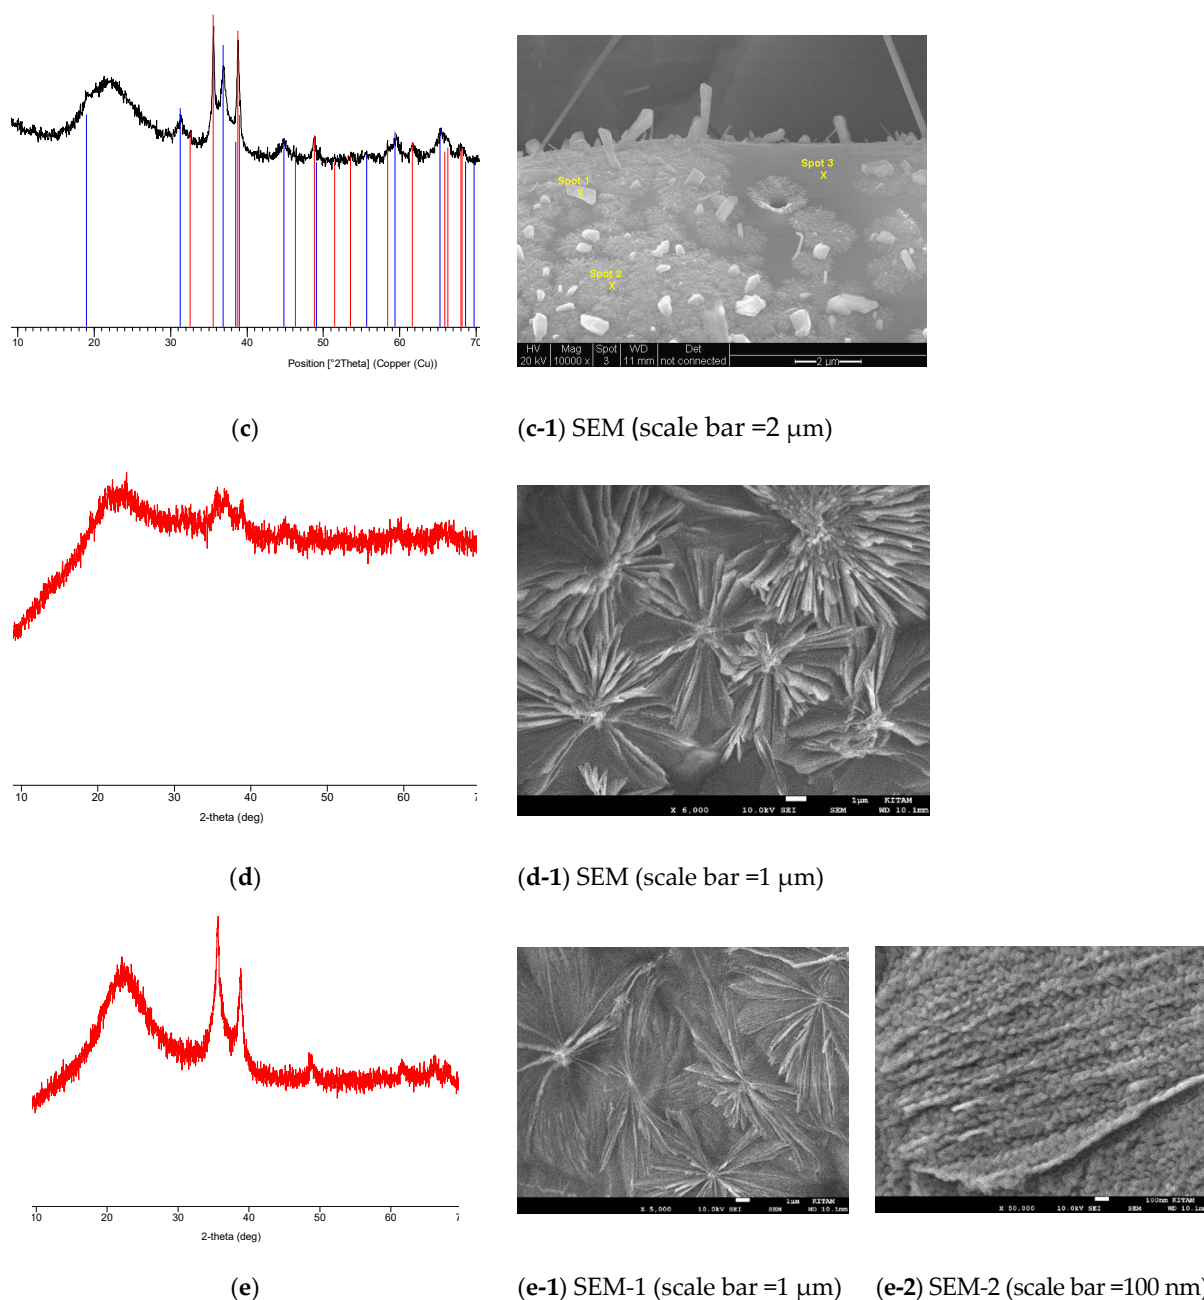 10 20 30 40 50 60 70
Position [°2Theta] (Copper (Cu))
Spot 1
X
Spot 3
X
Spot 2
X
HV Mag Spot WD Det
20 kV 10000 x 3 11 mm not connected 2 µm
(c)
(c-1) SEM (scale bar =2 µm)
10 20 30 40 50 60 7
2-theta (deg)
X 6,000 10.0kV SEI SEM 1µm KITAM WD 10.1mm
(d)
(d-1) SEM (scale bar =1 µm)
10 20 30 40 50 60 7
2-theta (deg)
1µm KITAM
X 5,000 10.0kV SEI SEM WD 10.1mm
100nm KITAM
X 50,000 10.0kV SEI SEM WD 10.1m
(e)
(e-1) SEM-1 (scale bar =1 µm)
(e-2) SEM-2 (scale bar =100 nm)